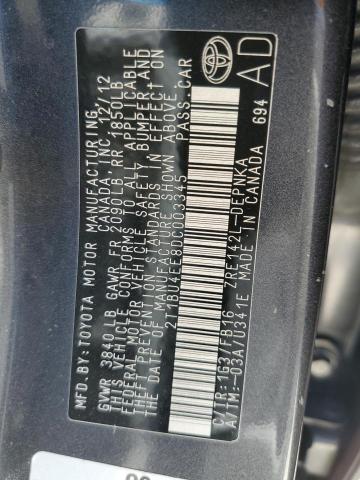 MFD.BY:TOYOTA MOTOR MANUFACTURING,
CANADA, INC. 12/12
GVWR 3840LB GAWR FR 2090LB RR 1850LB
THIS VEHICLE CONFORMS TO ALL APPLICABLE
FEDERAL MOTOR VEHICLE SAFETY, BUMPER, AND
THEFT PREVENTION STANDARDS IN EFFECT ON
THE DATE OF MANUFACTURE SHOWN ABOVE.
2T1BU4EE8DC003345 PASS.CAR
C/TR:1G3/FB16 ZRE142L-DEPNKA
A/TM:-03A/U341E MADE IN CANADA
694
AD